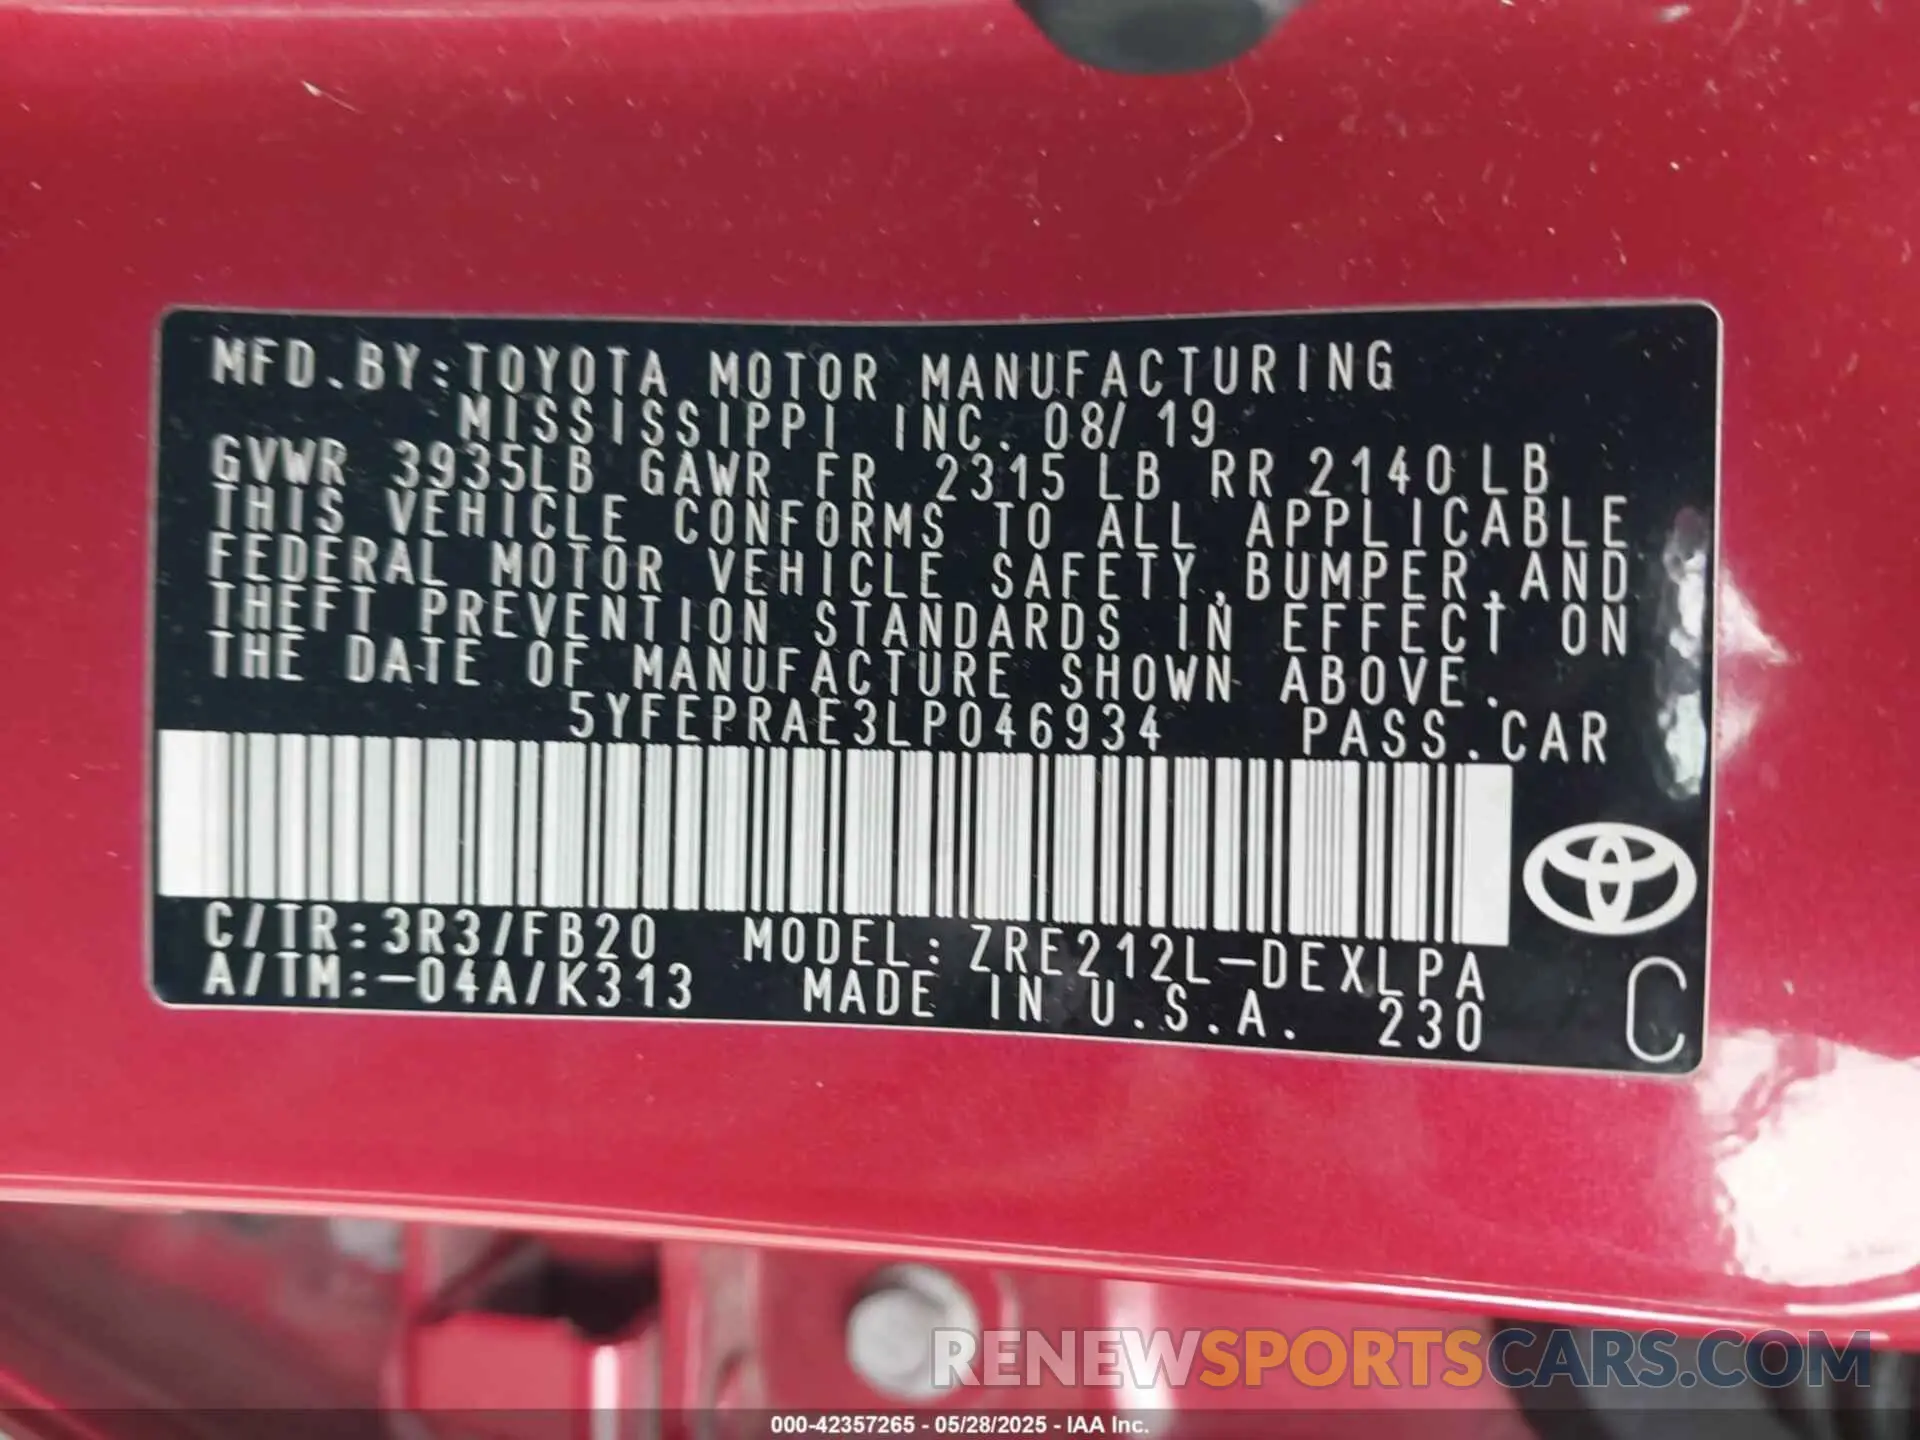 MFD.BY:TOYOTA MOTOR MANUFACTURING
MISSISSIPPI INC. 08/19
GVWR 3935LB GAWR FR 2315 LB RR 2140 LB
THIS VEHICLE CONFORMS TO ALL APPLICABLE
FEDERAL MOTOR VEHICLE SAFETY,BUMPER,AND
THEFT PREVENTION STANDARDS IN EFFECT ON
THE DATE OF MANUFACTURE SHOWN ABOVE.
5YFEPRAE3LP046934 PASS.CAR
C/TR:3R3/FB20 MODEL:ZRE212L-DEXLPA
A/TM:-04A/K313 MADE IN U.S.A. 230
C
RENEWSPORTSCARS.COM
000-42357265 - 05/28/2025 - IAA Inc.